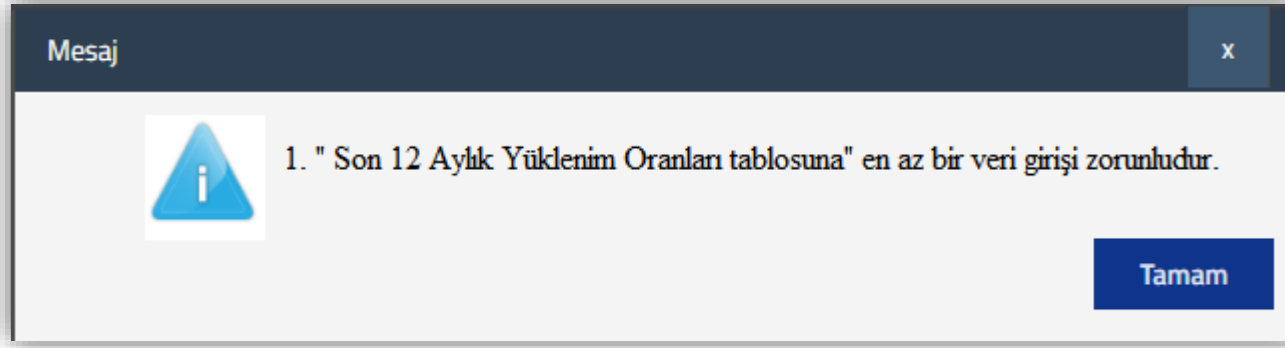 Mesaj
x
1. " Son 12 Aylık Yüklenim Oranları tablosuna" en az bir veri girişi zorunludur.
Tamam